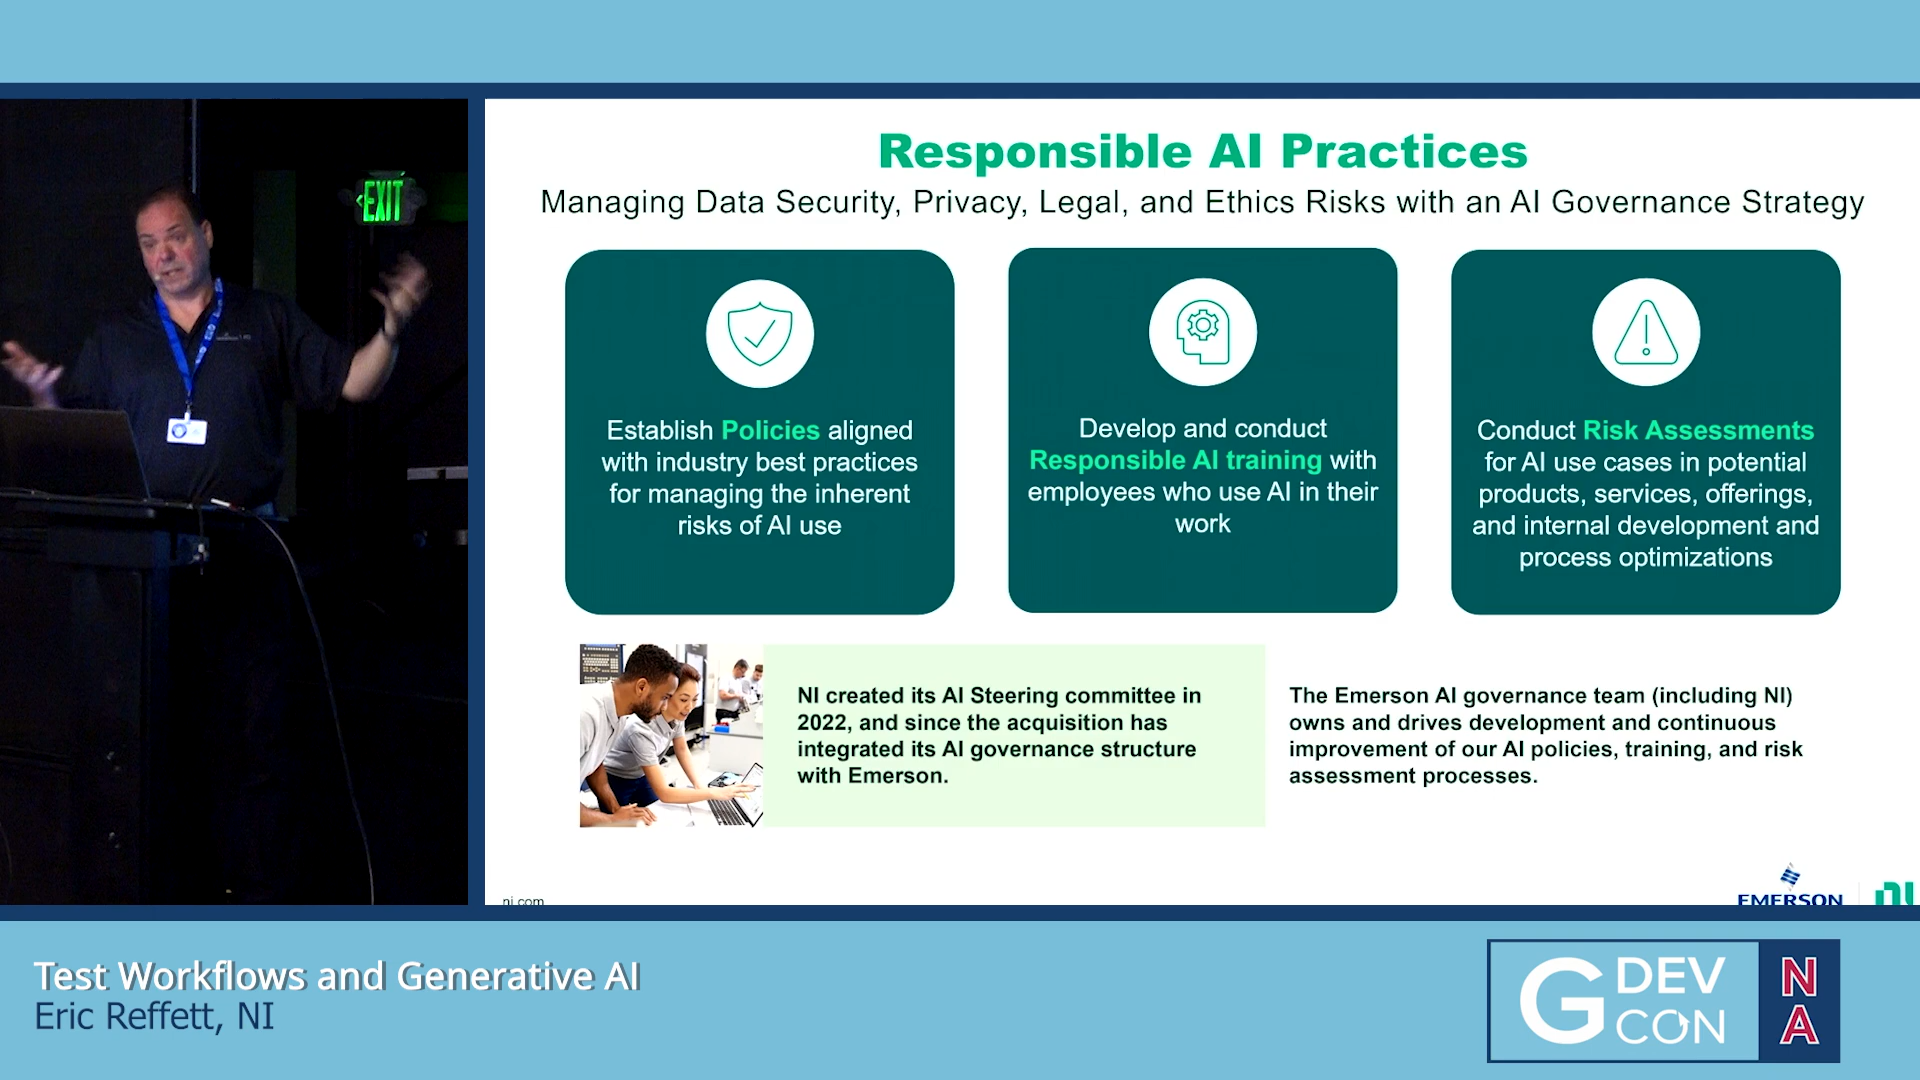 EXIT
Responsible AI Practices
Managing Data Security, Privacy, Legal, and Ethics Risks with an AI Governance Strategy
Establish Policies aligned
with industry best practices
for managing the inherent
risks of AI use
Develop and conduct
Responsible AI training with
employees who use AI in their
work
Conduct Risk Assessments
for AI use cases in potential
products, services, offerings,
and internal development and
process optimizations
NI created its AI Steering committee in
2022, and since the acquisition has
integrated its AI governance structure
with Emerson.
The Emerson AI governance team (including NI)
owns and drives development and continuous
improvement of our AI policies, training, and risk
assessment processes.
ni.com
EMERSON
ni
Test Workflows and Generative AI
Eric Reffett, NI
G DEV CON
NA